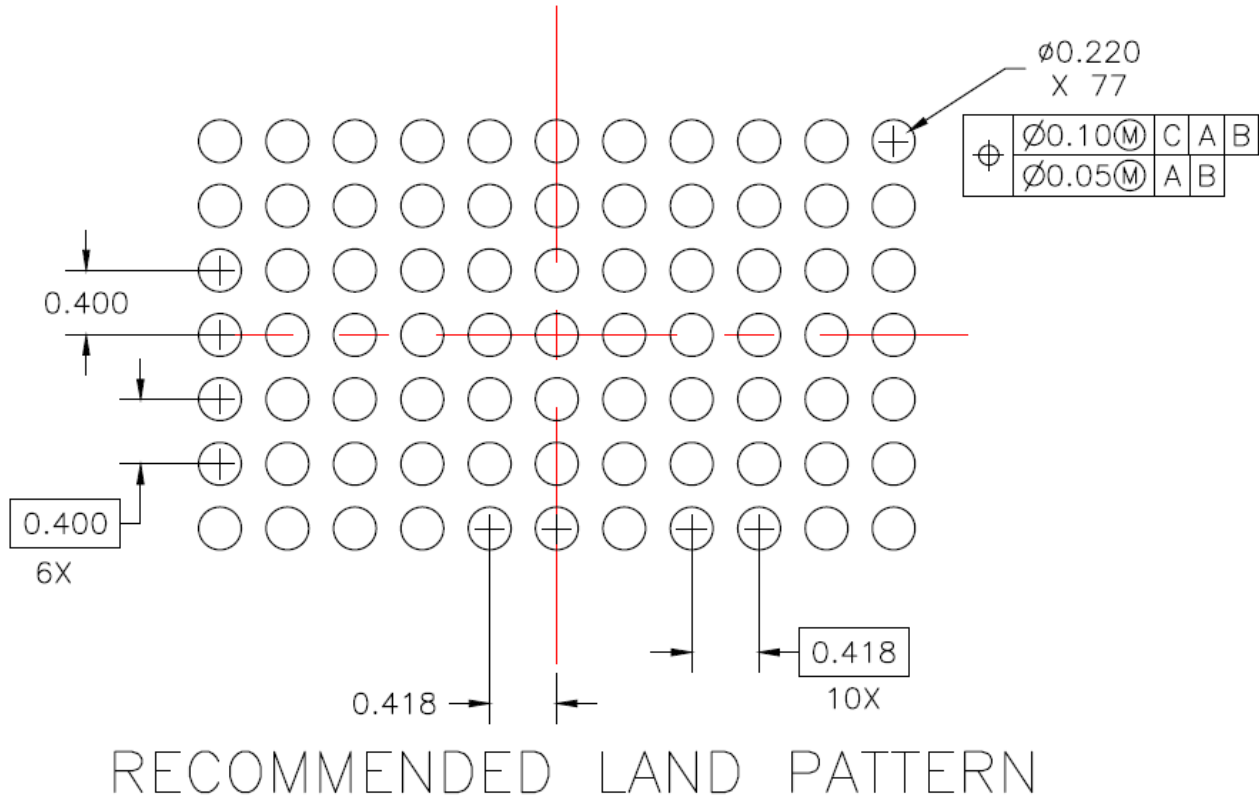 ø0.220
X 77
⌖ Ø0.10Ⓜ C A B
Ø0.05Ⓜ A B
0.400
0.400
6X
0.418
10X
0.418
RECOMMENDED LAND PATTERN